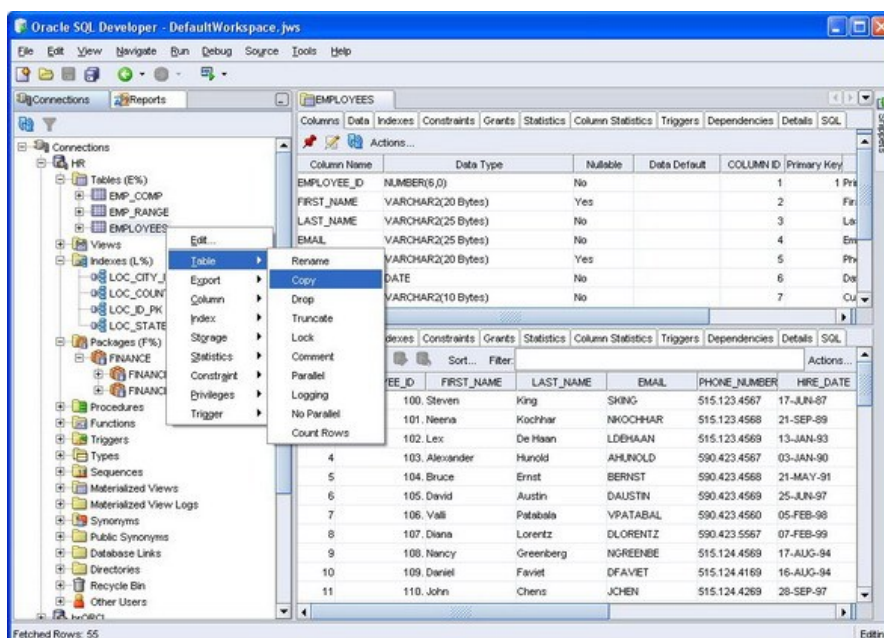 Oracle SQL Developer - DefaultWorkspace.jws
File Edit View Navigate Run Debug Source Tools Help
Connections Reports
Connections
HR
Tables (E%)
EMP_COMP
EMP_RANGE
EMPLOYEES
Views
Indexes (L%)
LOC_CITY_I
LOC_COUN
LOC_ID_PK
LOC_STATE
Packages (F%)
FINANCE
FINANC
FINANC
Procedures
Functions
Triggers
Types
Sequences
Materialized Views
Materialized View Logs
Synonyms
Public Synonyms
Database Links
Directories
Recycle Bin
Other Users
hrORCL
Edit...
Table
Export
Column
Index
Storage
Statistics
Constraint
Privileges
Trigger
Rename
Copy
Drop
Truncate
Lock
Comment
Parallel
Logging
No Parallel
Count Rows
EMPLOYEES
Columns Data Indexes Constraints Grants Statistics Column Statistics Triggers Dependencies Details SQL
Actions...
Column Name Data Type Nullable Data Default COLUMN ID Primary Key
EMPLOYEE_ID NUMBER(6,0) No 1 1 Pri
FIRST_NAME VARCHAR2(20 Bytes) Yes 2 Fir
LAST_NAME VARCHAR2(25 Bytes) No 3 La
EMAIL VARCHAR2(25 Bytes) No 4 Em
VARCHAR2(20 Bytes) Yes 5 Ph
DATE No 6 Da
VARCHAR2(10 Bytes) No 7 Cu
Snippets
dexes Constraints Grants Statistics Column Statistics Triggers Dependencies Details SQL
Sort... Filter: Actions...
EE_ID FIRST_NAME LAST_NAME EMAIL PHONE_NUMBER HIRE_DATE
100. Steven King SKING 515.123.4567 17-JUN-87
101. Neena Kochhar NKOCHHAR 515.123.4568 21-SEP-89
102. Lex De Haan LDEHAAN 515.123.4569 13-JAN-93
4 103. Alexander Hunold AHUNOLD 590.423.4567 03-JAN-90
5 104. Bruce Ernst BERNST 590.423.4568 21-MAY-91
6 105. David Austin DAUSTIN 590.423.4569 25-JUN-97
7 106. Valli Patabala VPATABAL 590.423.4560 05-FEB-98
8 107. Diana Lorentz DLORENTZ 590.423.5567 07-FEB-99
9 108. Nancy Greenberg NGREENBE 515.124.4569 17-AUG-94
10 109. Daniel Faviet DFAVIET 515.124.4169 16-AUG-94
11 110. John Chens JCHEN 515.124.4269 28-SEP-97
Fetched Rows: 55 Editin